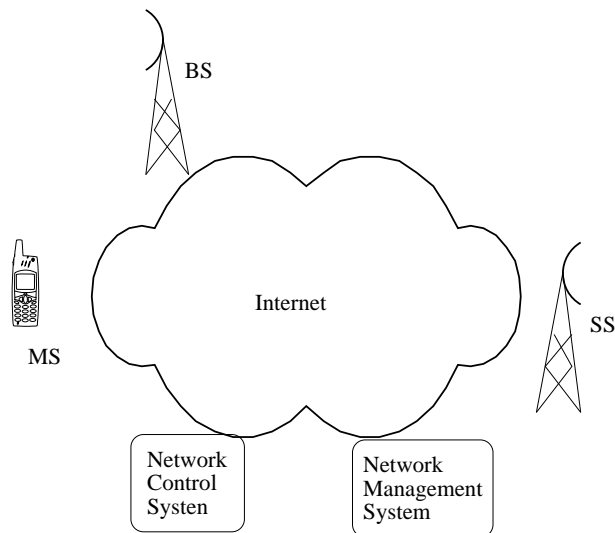 BS
Internet
MS
SS
Network
Control
Systen
Network
Management
System